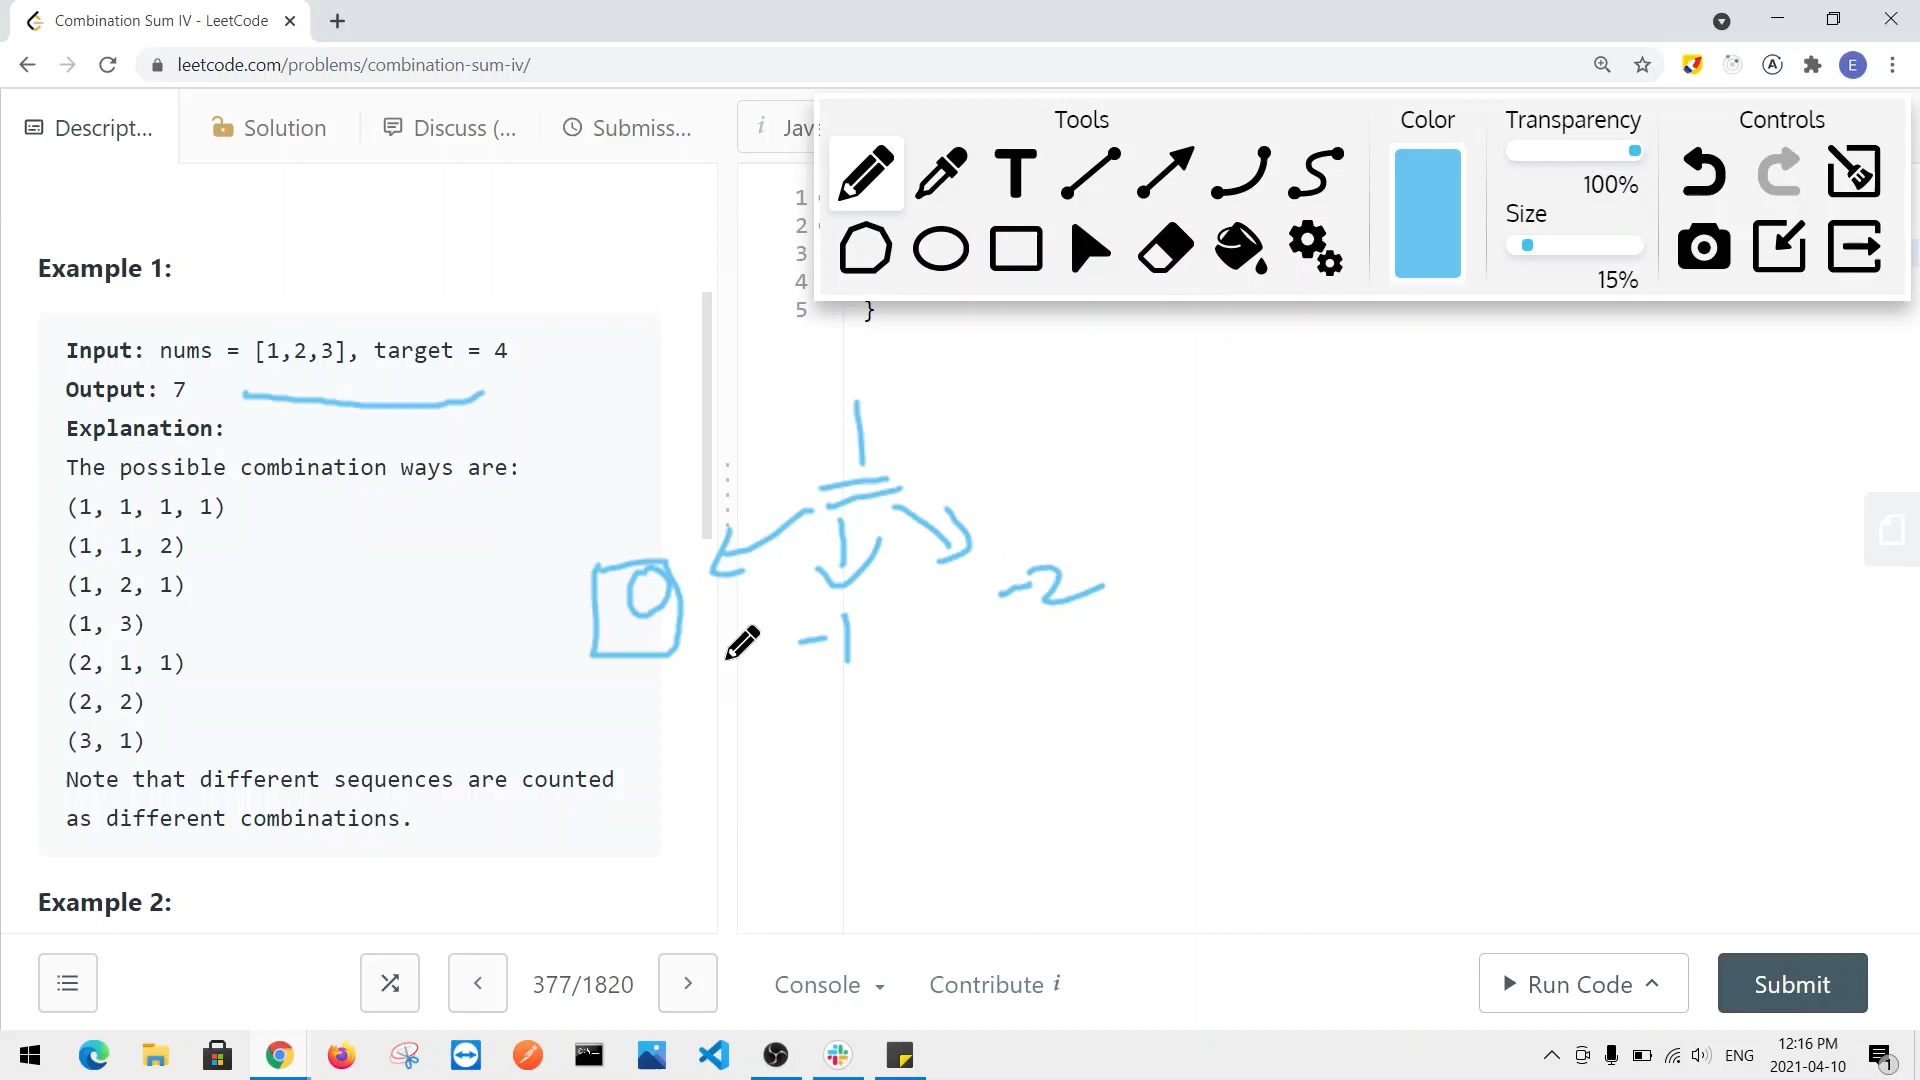 Combination Sum IV - LeetCode
leetcode.com/problems/combination-sum-iv/
E
Descript...
Solution
Discuss (...
Submiss...
i Jav
Tools
Color
Transparency
Controls
T
100%
Size
15%
1
2
3
4
5 }
Example 1:
Input: nums = [1,2,3], target = 4
Output: 7
Explanation:
The possible combination ways are:
(1, 1, 1, 1)
(1, 1, 2)
(1, 2, 1)
(1, 3)
(2, 1, 1)
(2, 2)
(3, 1)
Note that different sequences are counted
as different combinations.
1
0
-1
-2
Example 2:
377/1820
Console
Contribute i
Run Code
Submit
ENG
12:16 PM
2021-04-10
1